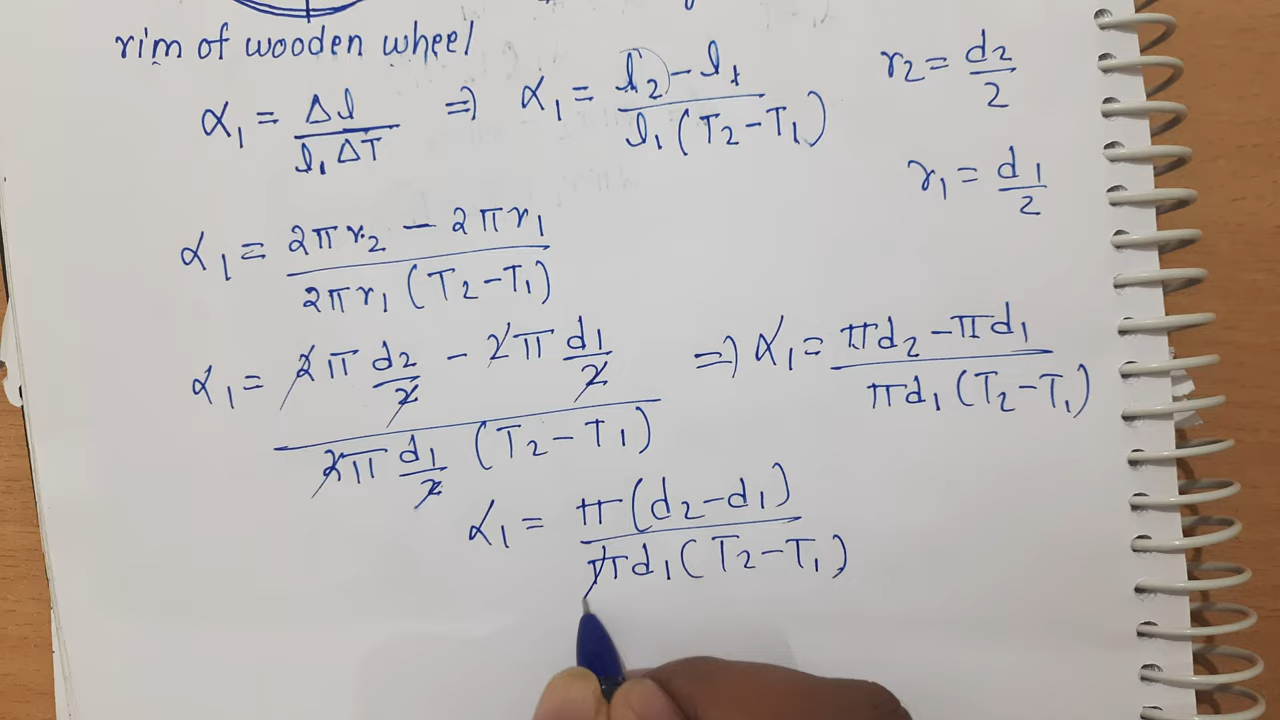 rim of wooden wheel
α₁ = Δl / l₁ ΔT ⇒ α₁ = l₂ - l₁ / l₁ (T₂ - T₁)
r₂ = d₂ / 2
r₁ = d₁ / 2
α₁ = 2πr₂ - 2πr₁ / 2πr₁ (T₂ - T₁)
α₁ = 2π d₂/2 - 2π d₁/2 / 2π d₁/2 (T₂ - T₁) ⇒ α₁ = πd₂ - πd₁ / πd₁ (T₂ - T₁)
α₁ = π(d₂ - d₁) / πd₁ (T₂ - T₁)